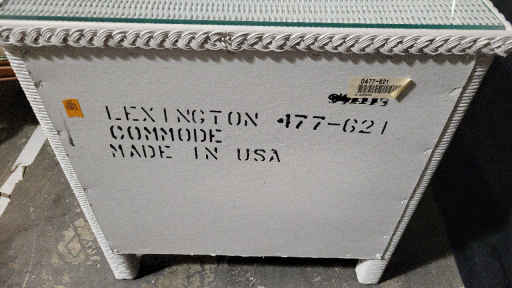 0477-621
LEXINGTON 477-621
COMMODE
MADE IN USA